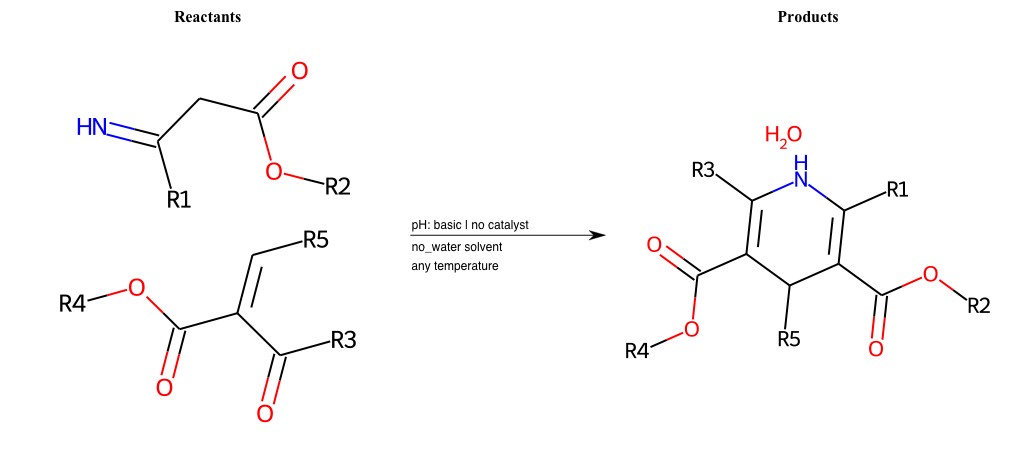 Reactants
Products
O
HN
O
R2
R1
H2O
H
N
R3
R1
R5
O
R4
O
R3
O
O
pH: basic | no catalyst
no_water solvent
any temperature
O
O
R4
R5
O
R2
O